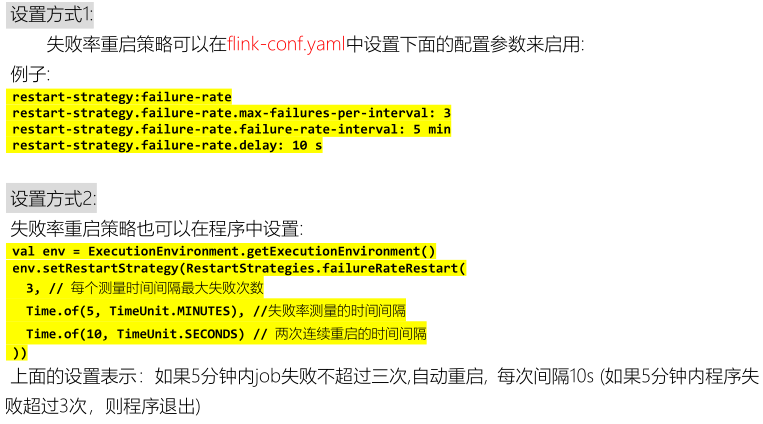 设置方式1:
失败率重启策略可以在flink-conf.yaml中设置下面的配置参数来启用:
例子:
restart-strategy:failure-rate
restart-strategy.failure-rate.max-failures-per-interval: 3
restart-strategy.failure-rate.failure-rate-interval: 5 min
restart-strategy.failure-rate.delay: 10 s
设置方式2:
失败率重启策略也可以在程序中设置:
val env = ExecutionEnvironment.getExecutionEnvironment()
env.setRestartStrategy(RestartStrategies.failureRateRestart(
3, // 每个测量时间间隔最大失败次数
Time.of(5, TimeUnit.MINUTES), //失败率测量的时间间隔
Time.of(10, TimeUnit.SECONDS) // 两次连续重启的时间间隔
))
上面的设置表示：如果5分钟内job失败不超过三次,自动重启, 每次间隔10s (如果5分钟内程序失
败超过3次，则程序退出)